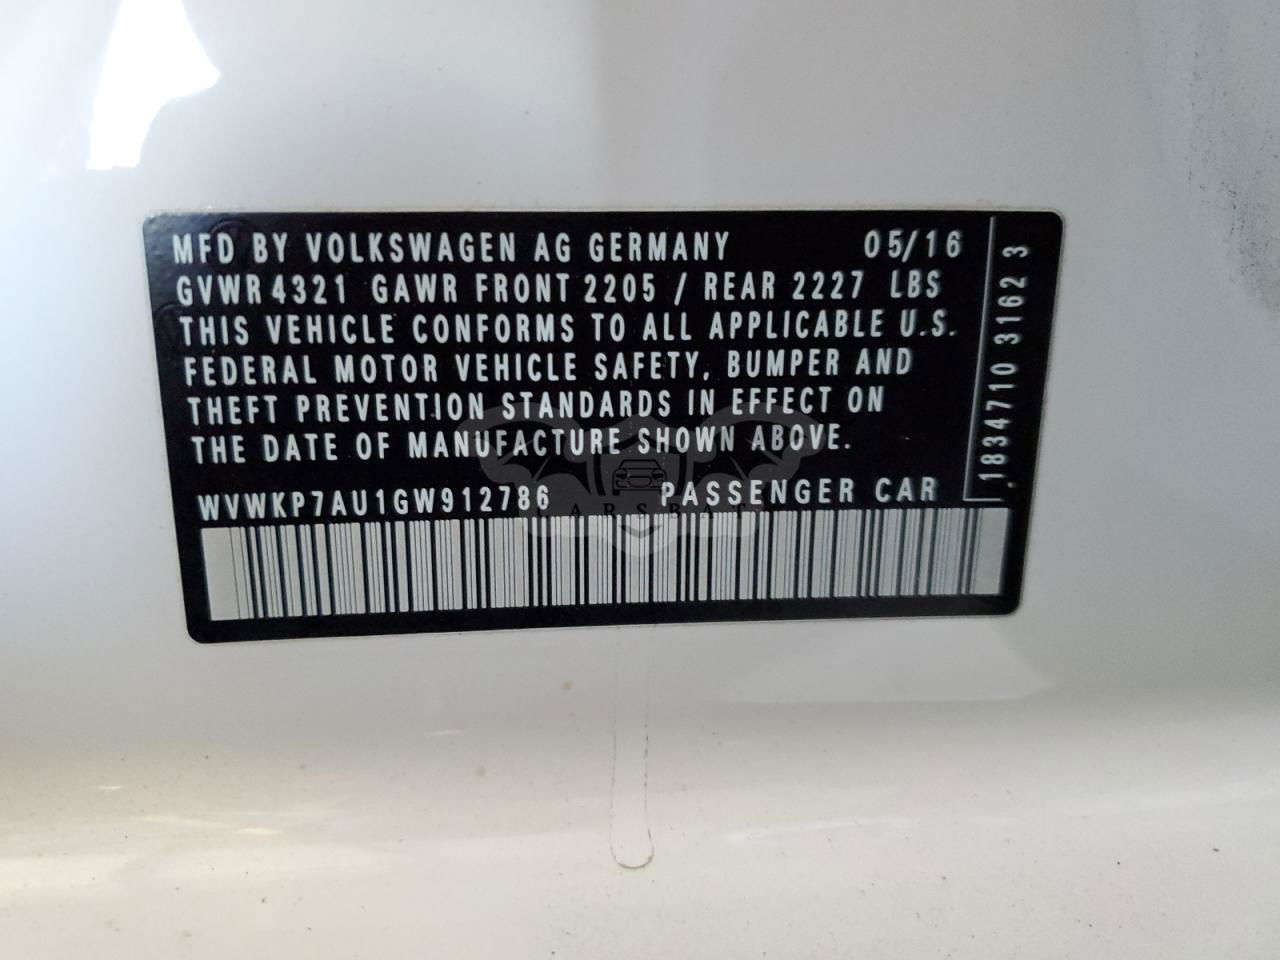 MFD BY VOLKSWAGEN AG GERMANY 05/16
GVWR 4321 GAWR FRONT 2205 / REAR 2227 LBS
THIS VEHICLE CONFORMS TO ALL APPLICABLE U.S.
FEDERAL MOTOR VEHICLE SAFETY, BUMPER AND
THEFT PREVENTION STANDARDS IN EFFECT ON
THE DATE OF MANUFACTURE SHOWN ABOVE.
WVWKP7AU1GW912786 PASSENGER CAR
.1834710 31623
CARSBAT